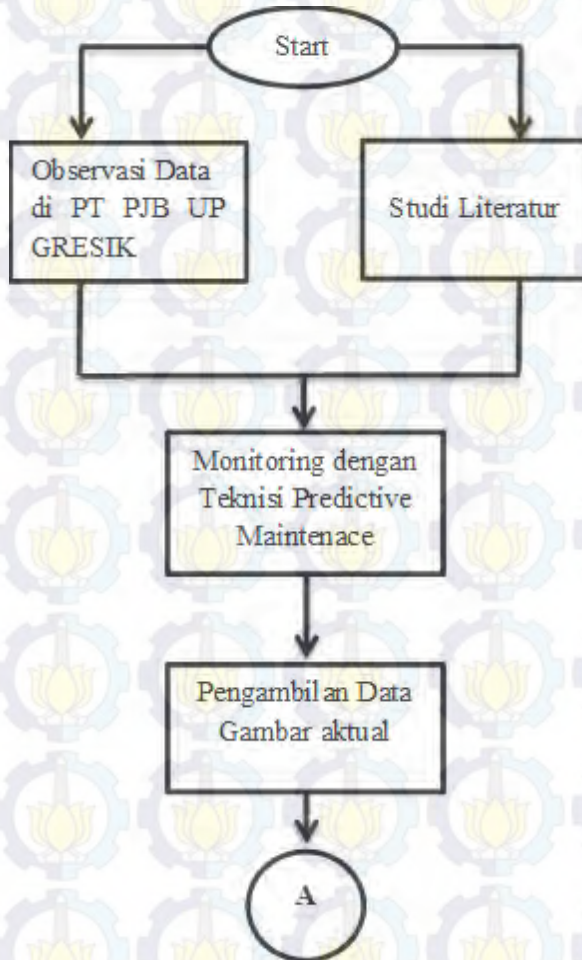 Start
Observasi Data
di PT PJB UP
GRESIK
Studi Literatur
Monitoring dengan
Teknisi Predictive
Maintenace
Pengambilan Data
Gambar aktual
A